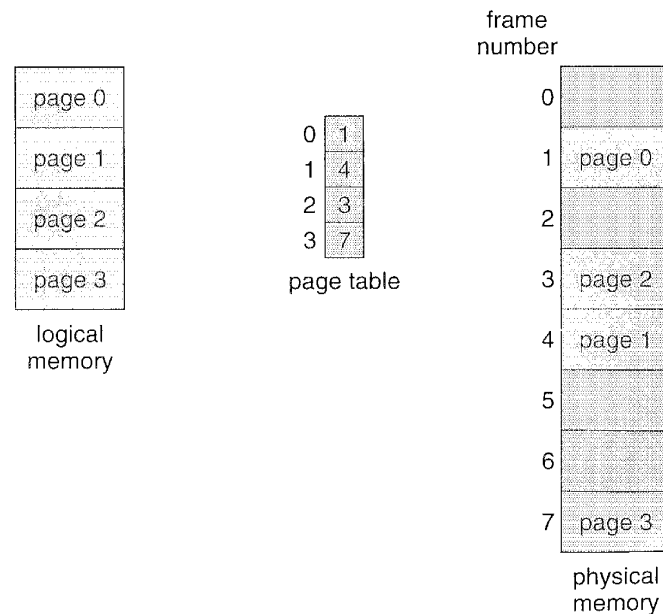 page 0
page 1
page 2
page 3
logical
memory
0 1
1 4
2 3
3 7
page table
frame
number
0
1 page 0
2
3 page 2
4 page 1
5
6
7 page 3
physical
memory